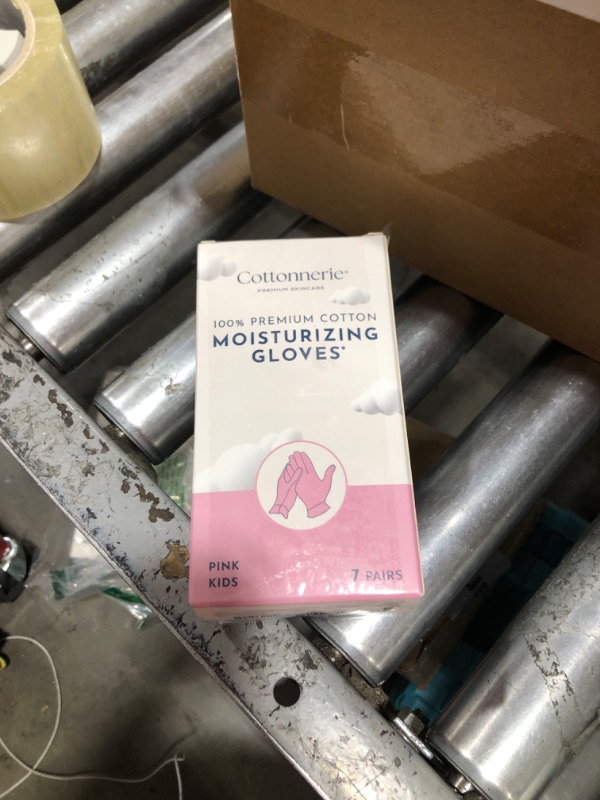 Cottonnerie®
PREMIUM SKINCARE
100% PREMIUM COTTON
MOISTURIZING
GLOVES*
PINK
KIDS
7 PAIRS